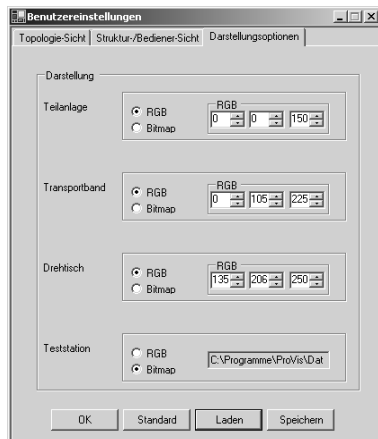 Benutzereinstellungen
Topologie-Sicht Struktur-/Bediener-Sicht Darstellungsoptionen
Darstellung
Teilanlage
RGB
Bitmap
RGB
0 0 150
Transportband
RGB
Bitmap
RGB
0 105 225
Drehtisch
RGB
Bitmap
RGB
135 206 250
Teststation
RGB
Bitmap
C:\Programme\ProVis\Dat
OK Standard Laden Speichern